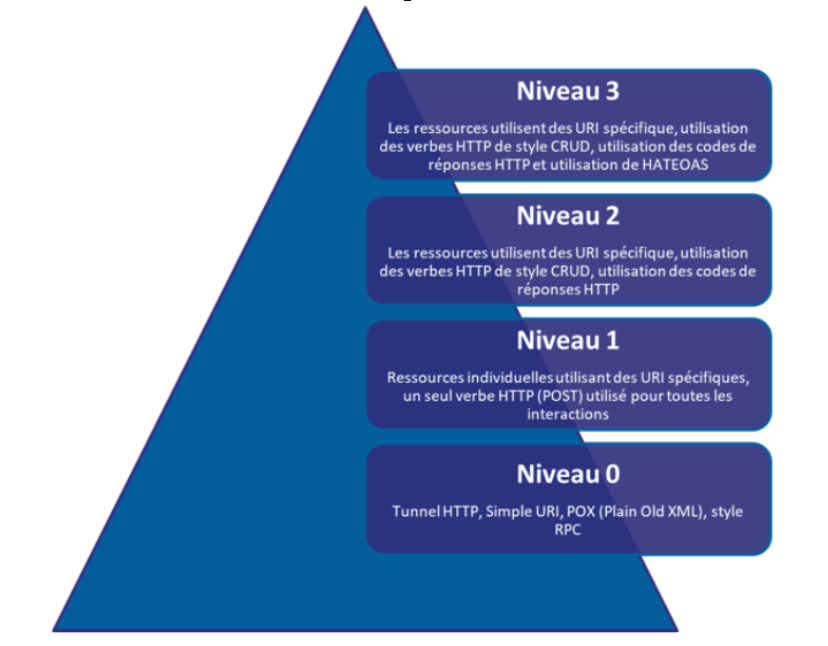 Niveau 3
Les ressources utilisent des URI spécifique, utilisation
des verbes HTTP de style CRUD, utilisation des codes de
réponses HTTP et utilisation de HATEOAS
Niveau 2
Les ressources utilisent des URI spécifique, utilisation
des verbes HTTP de style CRUD, utilisation des codes de
réponses HTTP
Niveau 1
Ressources individuelles utilisant des URI spécifiques,
un seul verbe HTTP (POST) utilisé pour toutes les
interactions
Niveau 0
Tunnel HTTP, Simple URI, POX (Plain Old XML), style
RPC